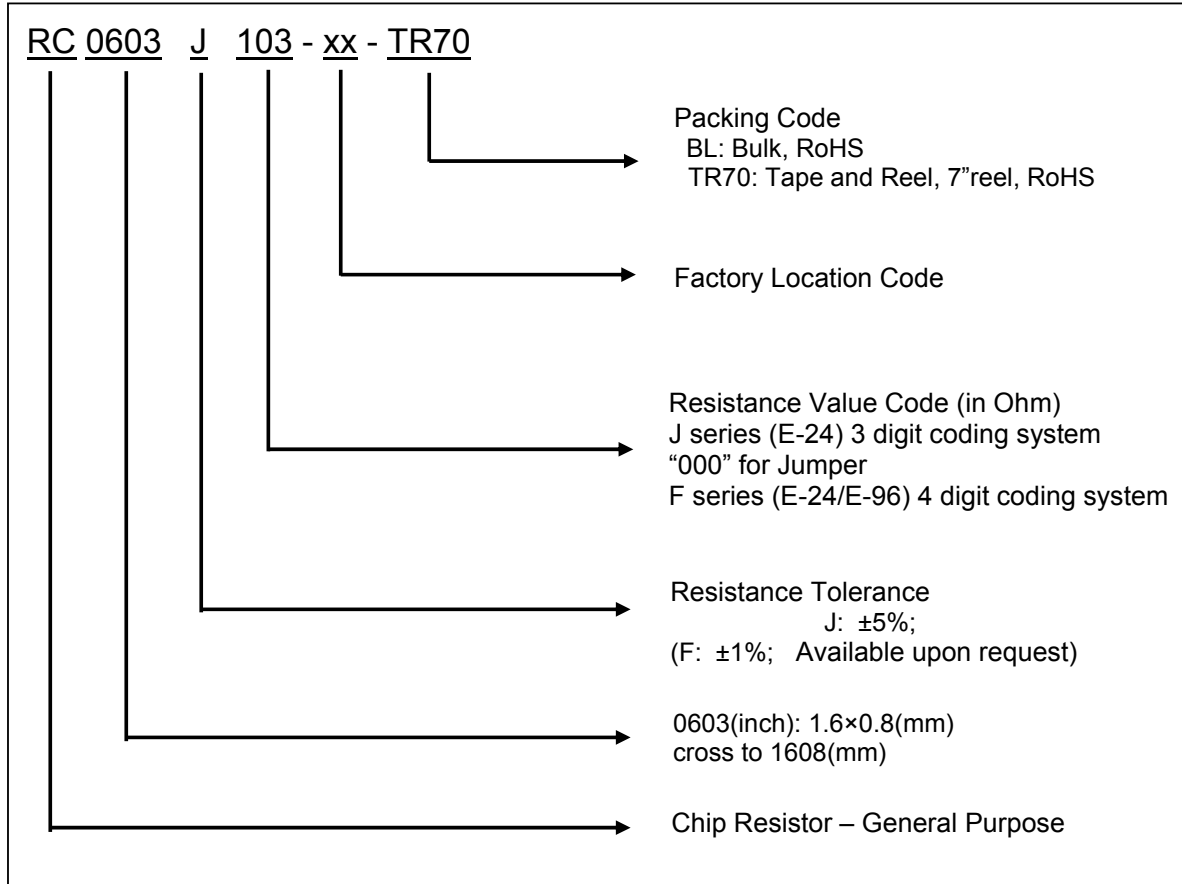 RC 0603 J 103 - xx - TR70
Packing Code
BL: Bulk, RoHS
TR70: Tape and Reel, 7”reel, RoHS
Factory Location Code
Resistance Value Code (in Ohm)
J series (E-24) 3 digit coding system
“000” for Jumper
F series (E-24/E-96) 4 digit coding system
Resistance Tolerance
J: ±5%;
(F: ±1%; Available upon request)
0603(inch): 1.6×0.8(mm)
cross to 1608(mm)
Chip Resistor – General Purpose